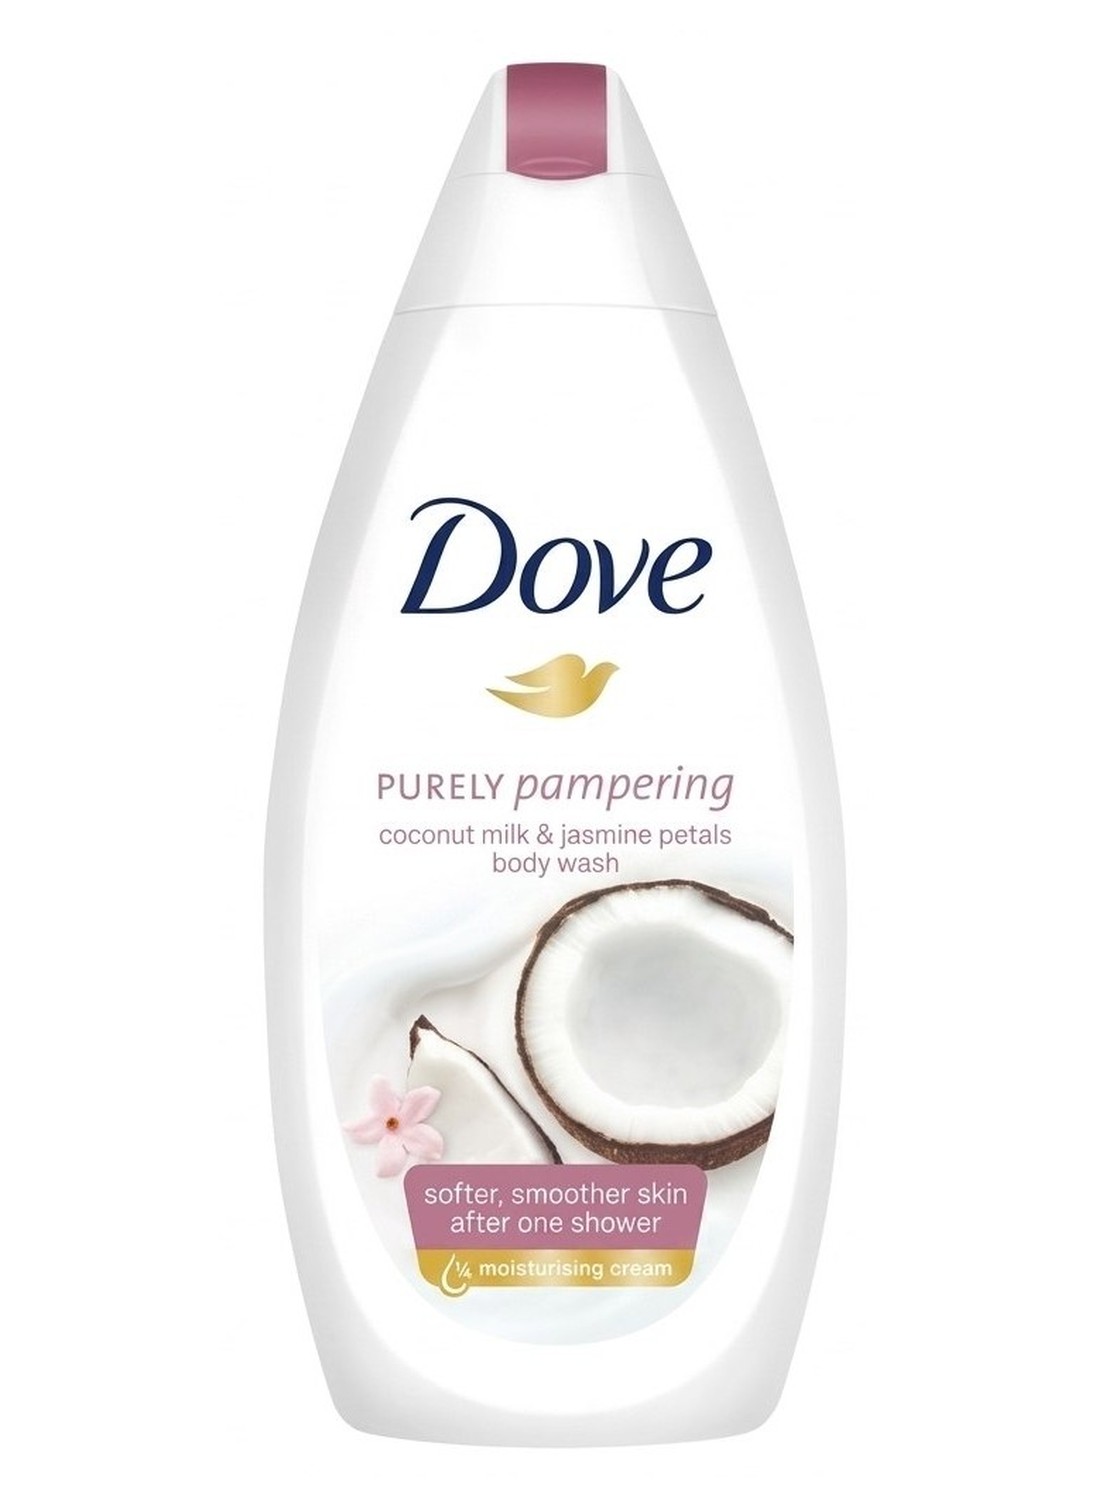 Dove
PURELY pampering
coconut milk & jasmine petals
body wash
softer, smoother skin
after one shower
¼ moisturising cream